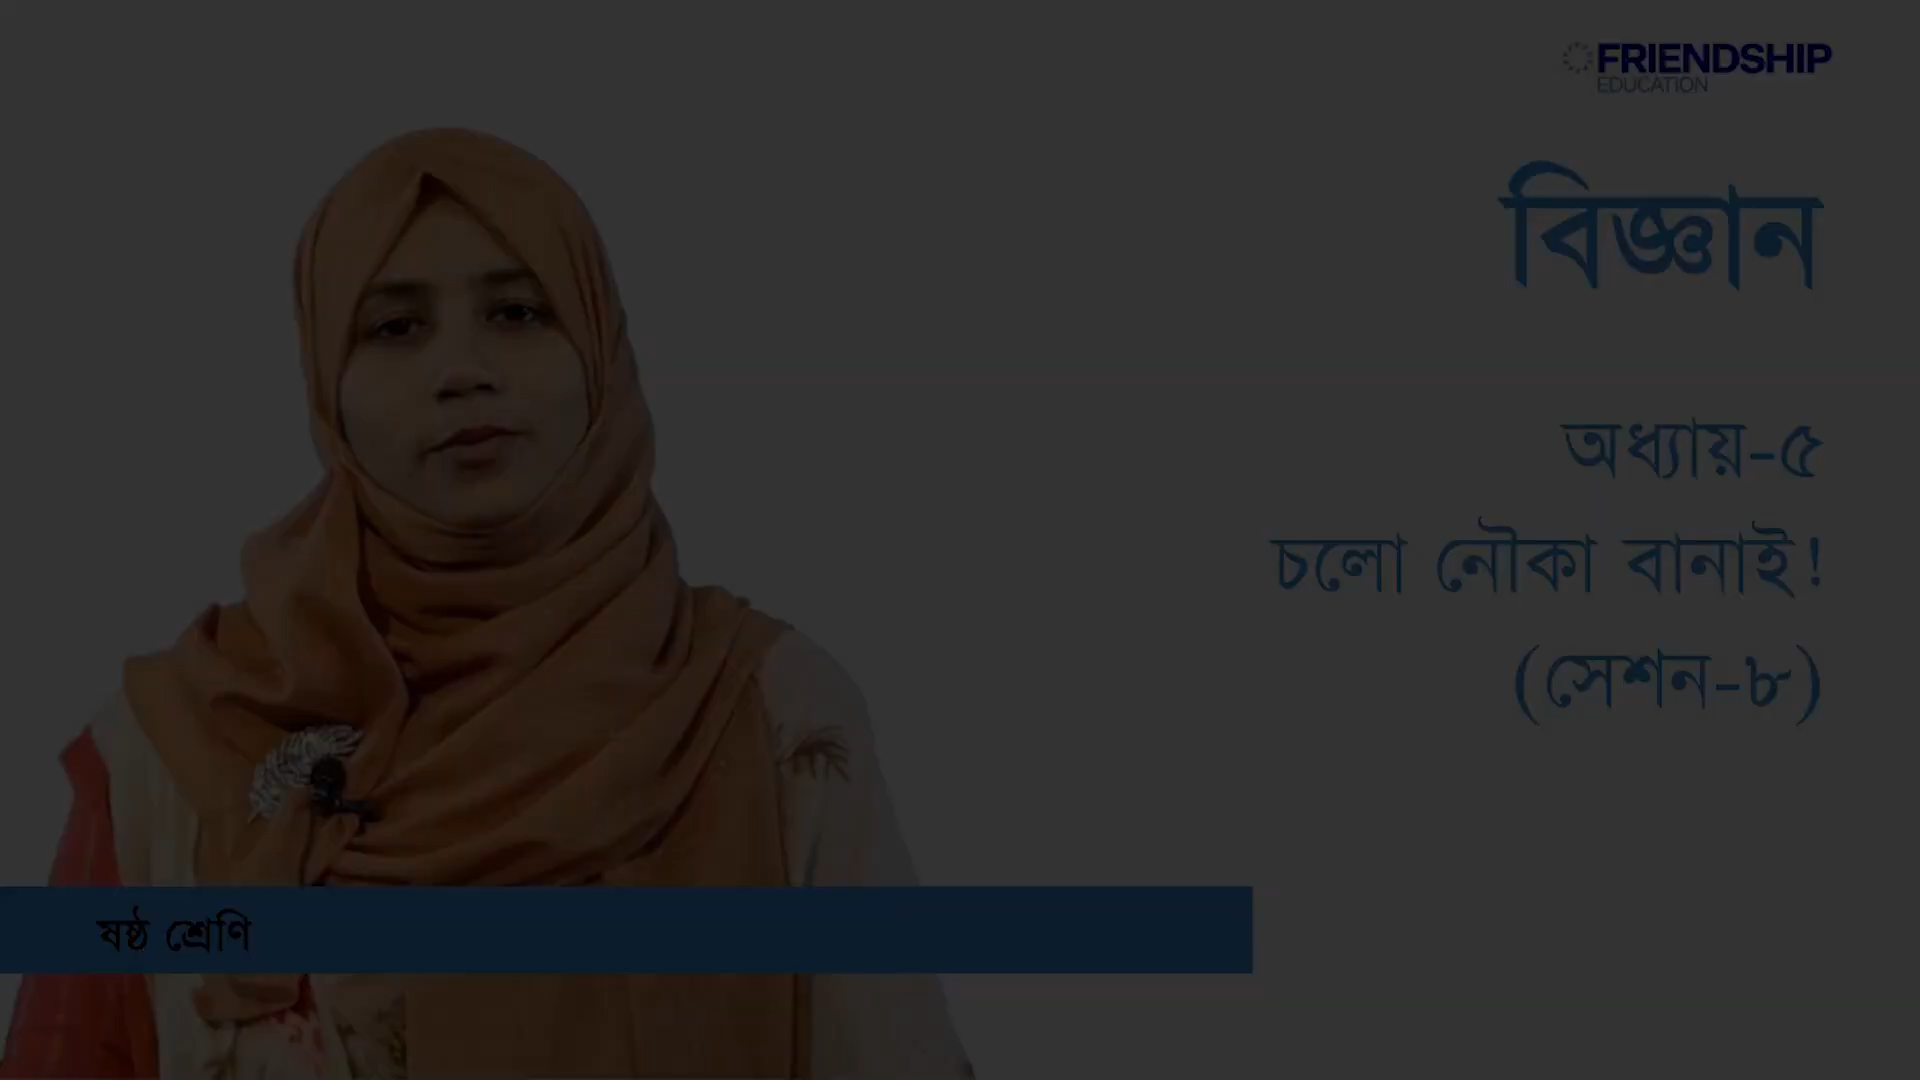 FRIENDSHIP
EDUCATION
বিজ্ঞান
অধ্যায়-৫
চলো নৌকা বানাই!
(সেশন-৮)
ষষ্ঠ শ্রেণি